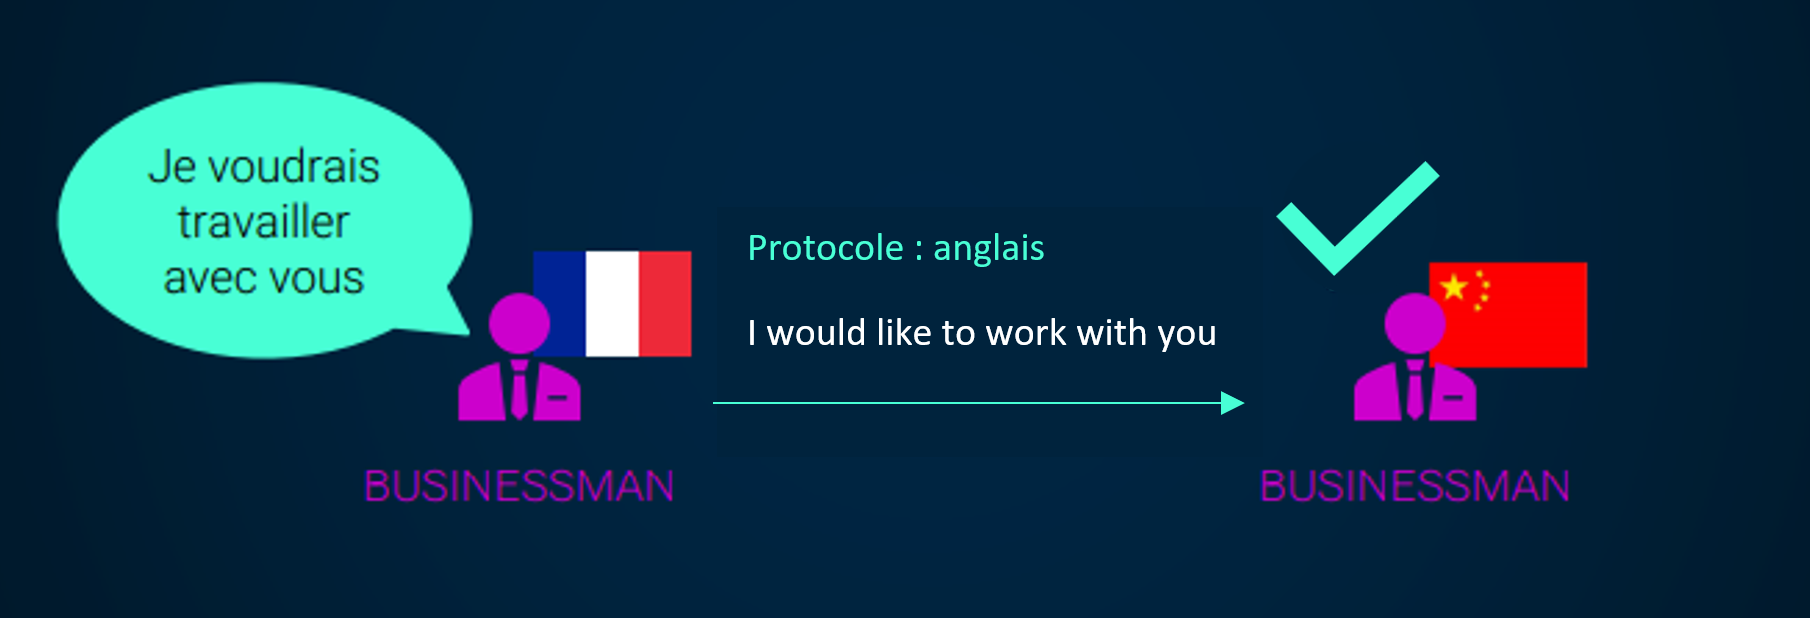 Je voudrais
travailler
avec vous
Protocole : anglais
I would like to work with you
BUSINESSMAN
BUSINESSMAN